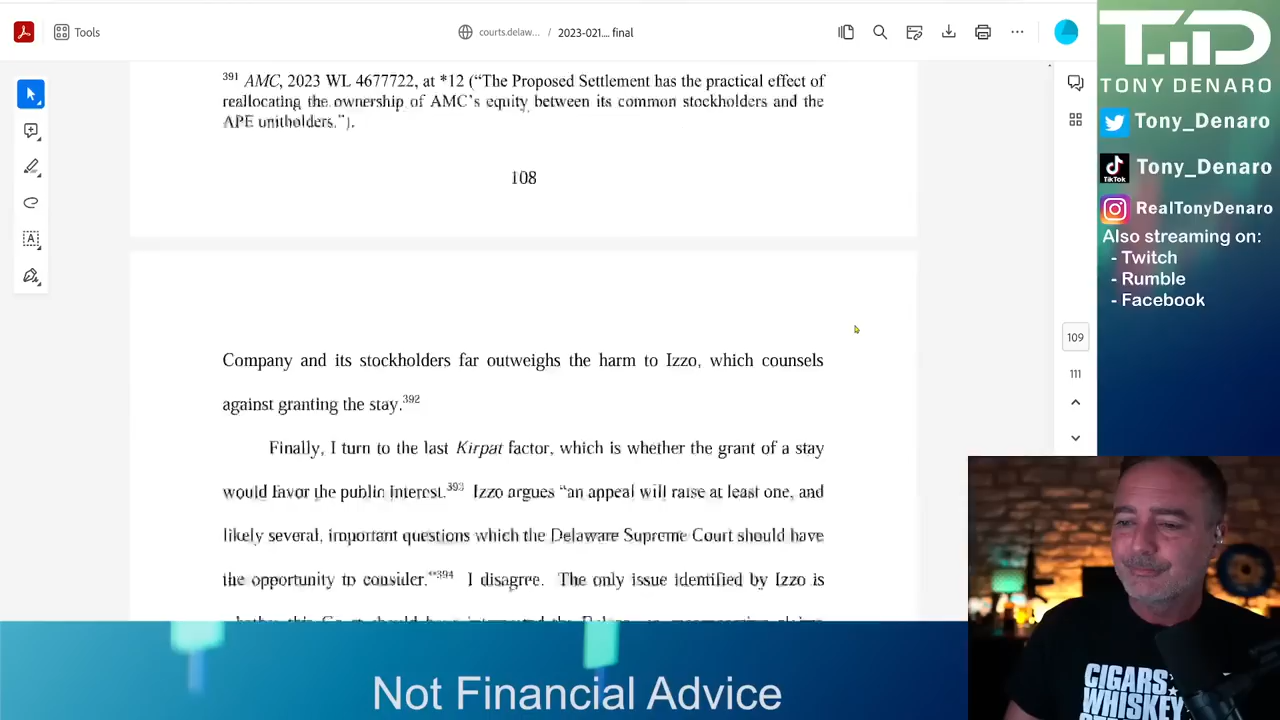 Tools
courts.delaw... / 2023-021... final
391 AMC, 2023 WL 4677722, at *12 (“The Proposed Settlement has the practical effect of
reallocating the ownership of AMC’s equity between its common stockholders and the
APE unitholders.”).
108
Company and its stockholders far outweighs the harm to Izzo, which counsels
against granting the stay.392
Finally, I turn to the last Kirpat factor, which is whether the grant of a stay
would favor the public interest.393 Izzo argues “an appeal will raise at least one, and
likely several, important questions which the Delaware Supreme Court should have
the opportunity to consider.”394 I disagree. The only issue identified by Izzo is
109
111
TD
TONY DENARO
Tony_Denaro
TikTok
Tony_Denaro
RealTonyDenaro
Also streaming on:
- Twitch
- Rumble
- Facebook
CIGARS
WHISKEY
Not Financial Advice